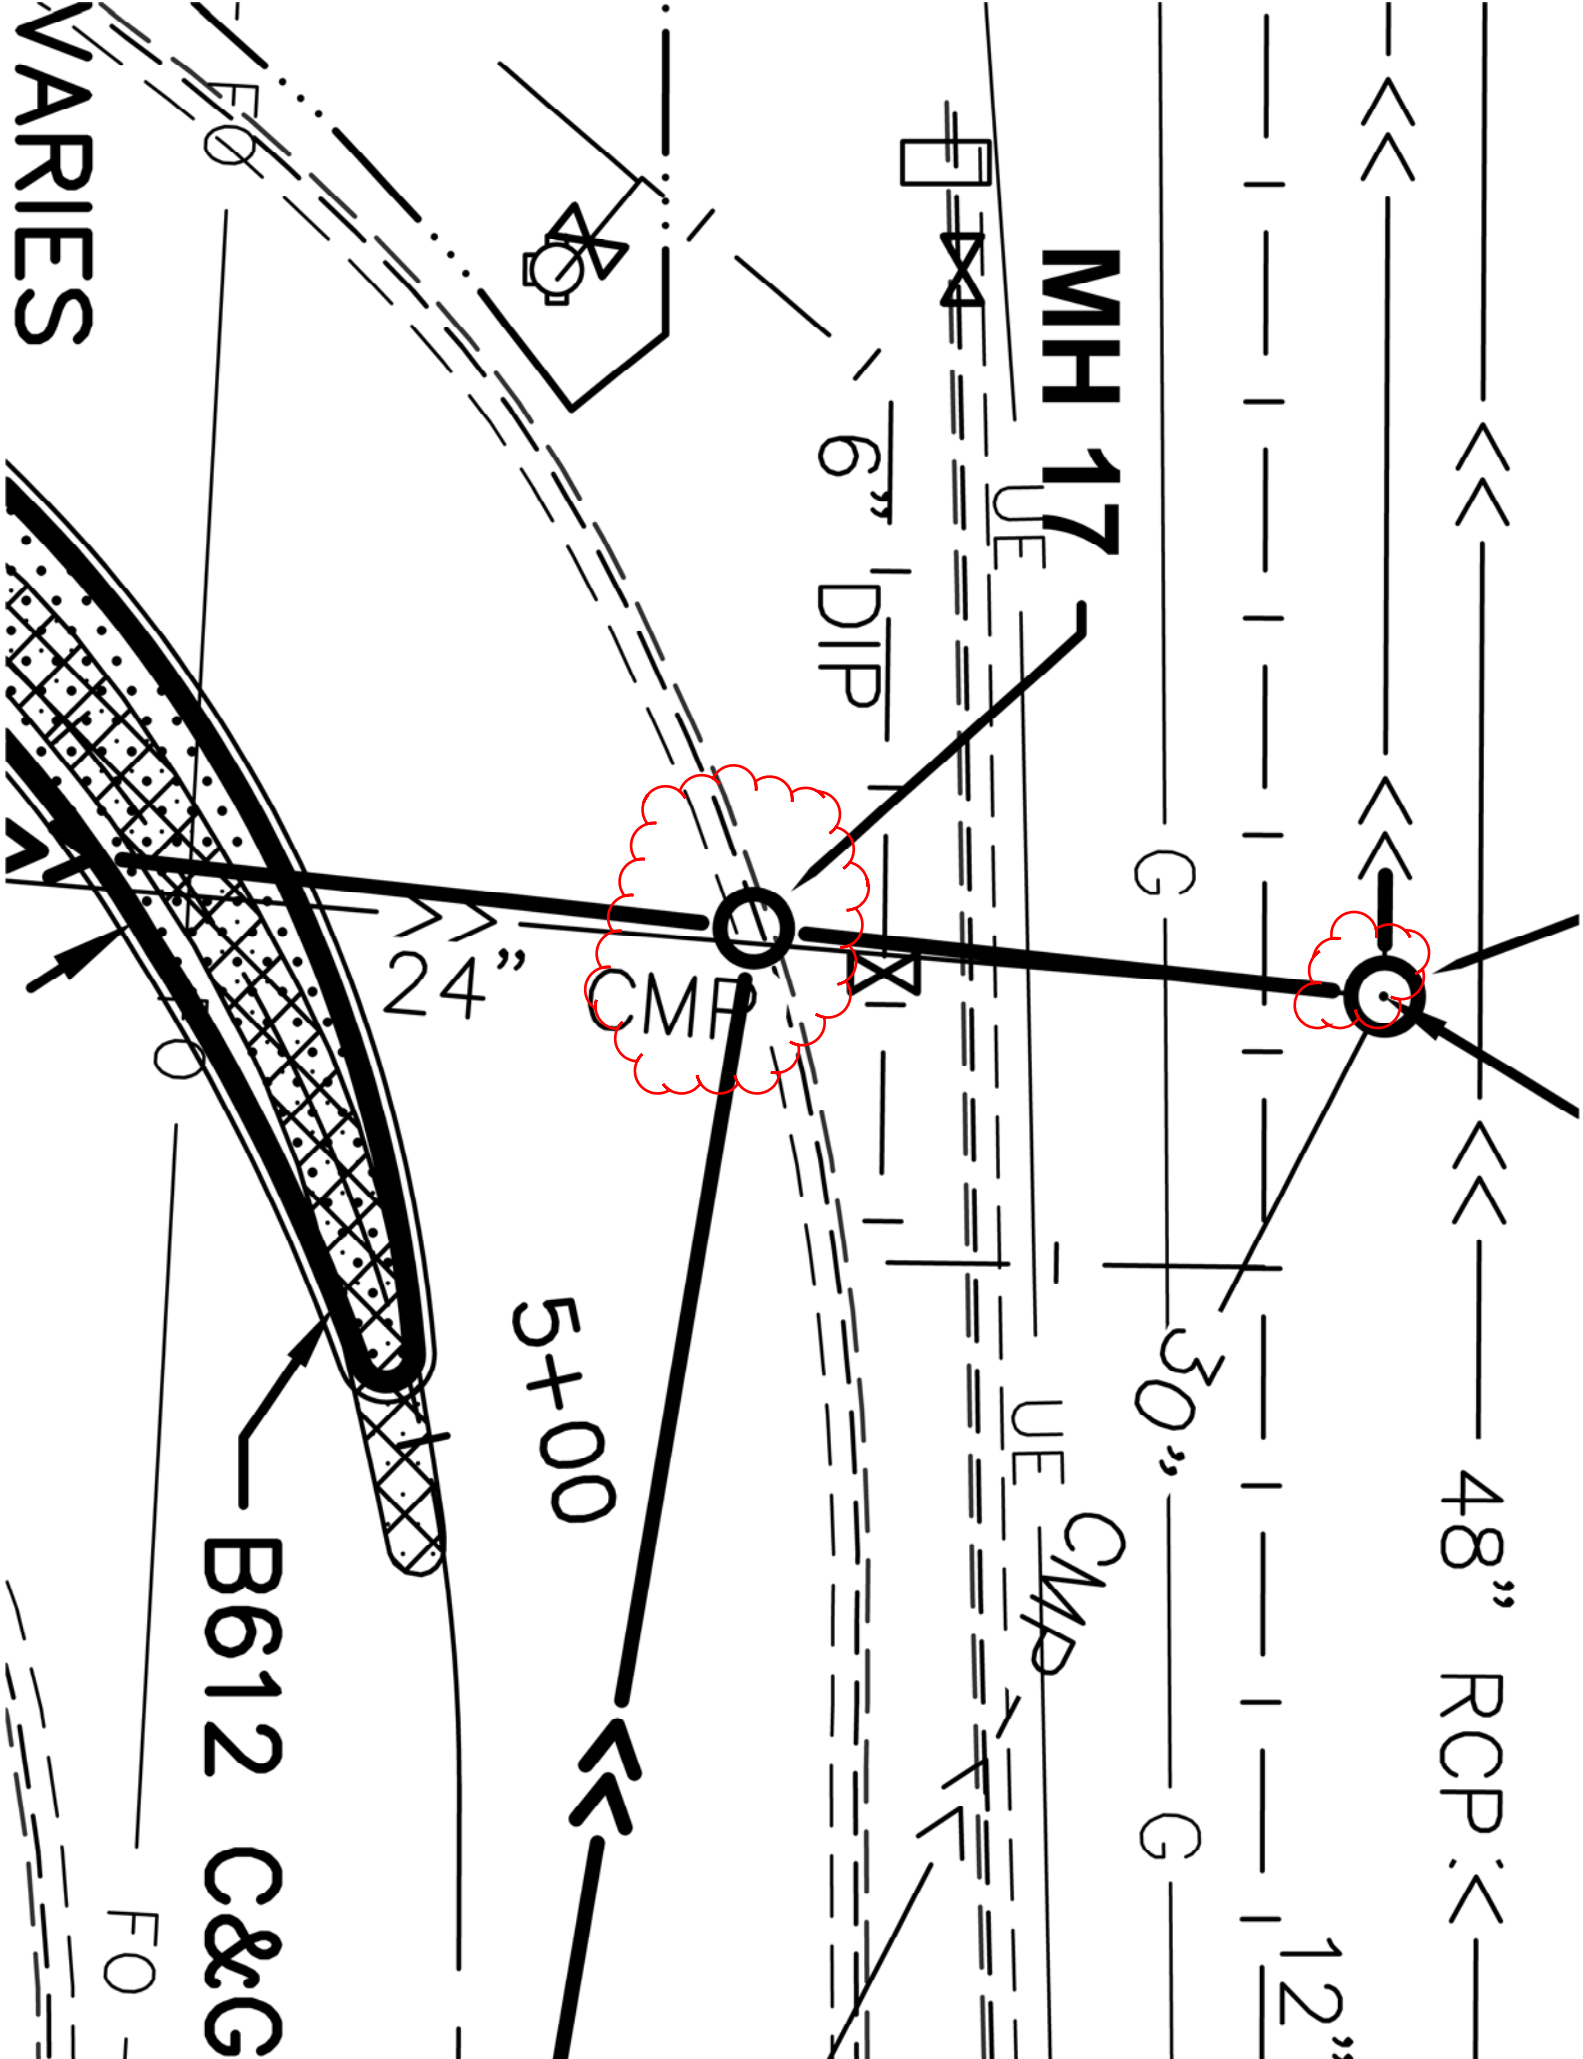 VARIES
FO
MH 17
6”
UE
DIP
G
24”
CMP
FO
5+00
30”
CMP
UE
48” RCP
B612 C&G
G
FO
12”